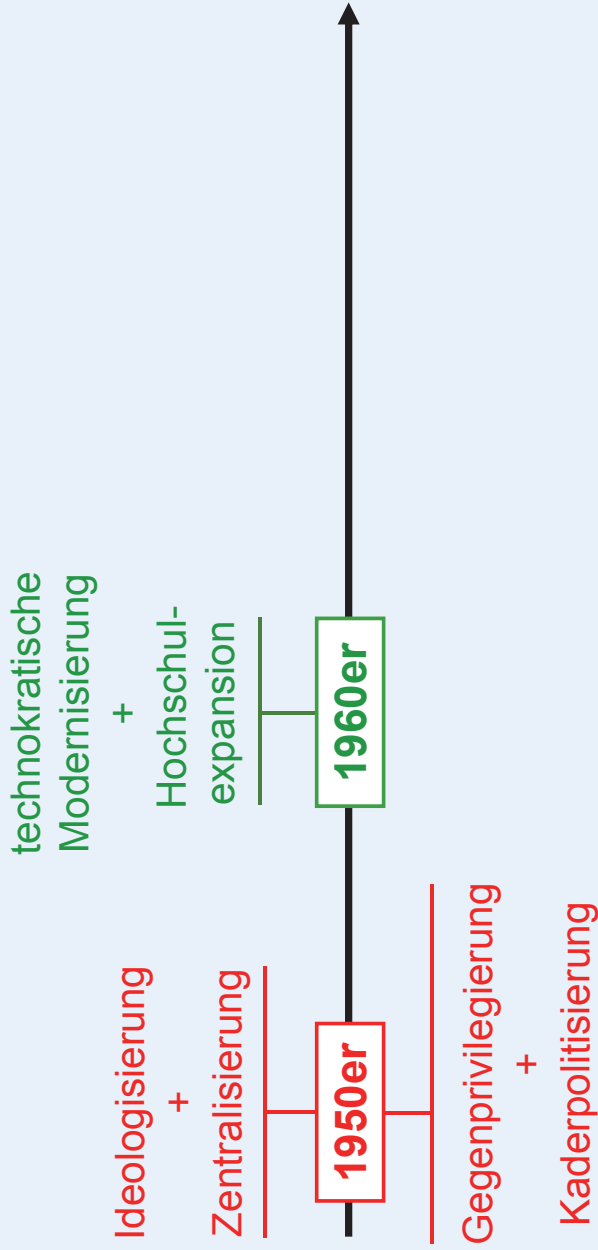 Ideologisierung
+
Zentralisierung
1950er
Gegenprivilegierung
+
Kaderpolitisierung
technokratische
Modernisierung
+
Hochschul-
expansion
1960er